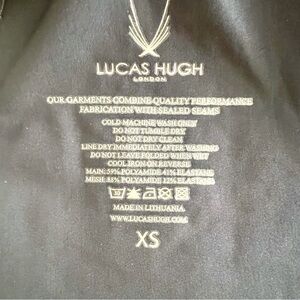 LUCAS HUGH
LONDON
OUR GARMENTS COMBINE QUALITY PERFORMANCE
FABRICATION WITH SEALED SEAMS
COLD MACHINE WASH ONLY
DO NOT TUMBLE DRY
DO NOT DRY CLEAN
LINE DRY IMMEDIATELY AFTER WASHING
DO NOT LEAVE FOLDED WHEN WET
COOL IRON ON REVERSE
MAIN: 59% POLYAMIDE 41% ELASTANE
MESH: 88% POLYAMIDE 12% ELASTANE
MADE IN LITHUANIA
WWW.LUCASHUGH.COM
XS